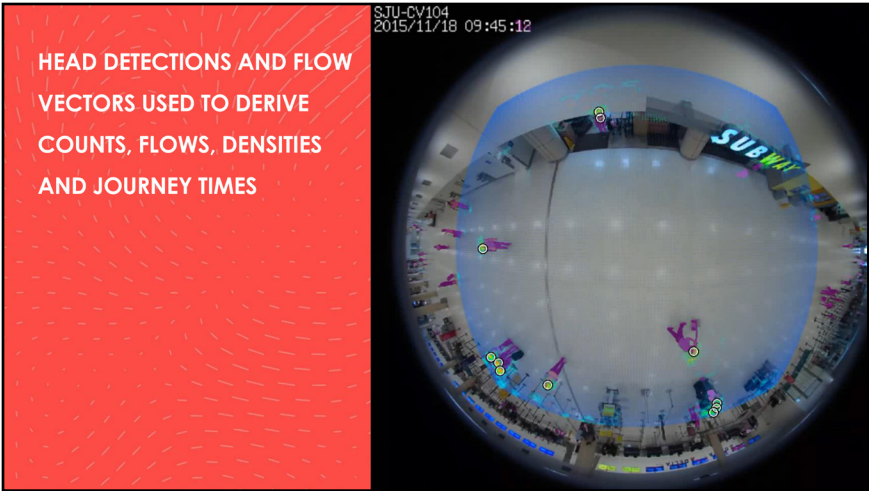 HEAD DETECTIONS AND FLOW
VECTORS USED TO DERIVE
COUNTS, FLOWS, DENSITIES
AND JOURNEY TIMES
SJU-CV104
2015/11/18 09:45:12
SUBWAY